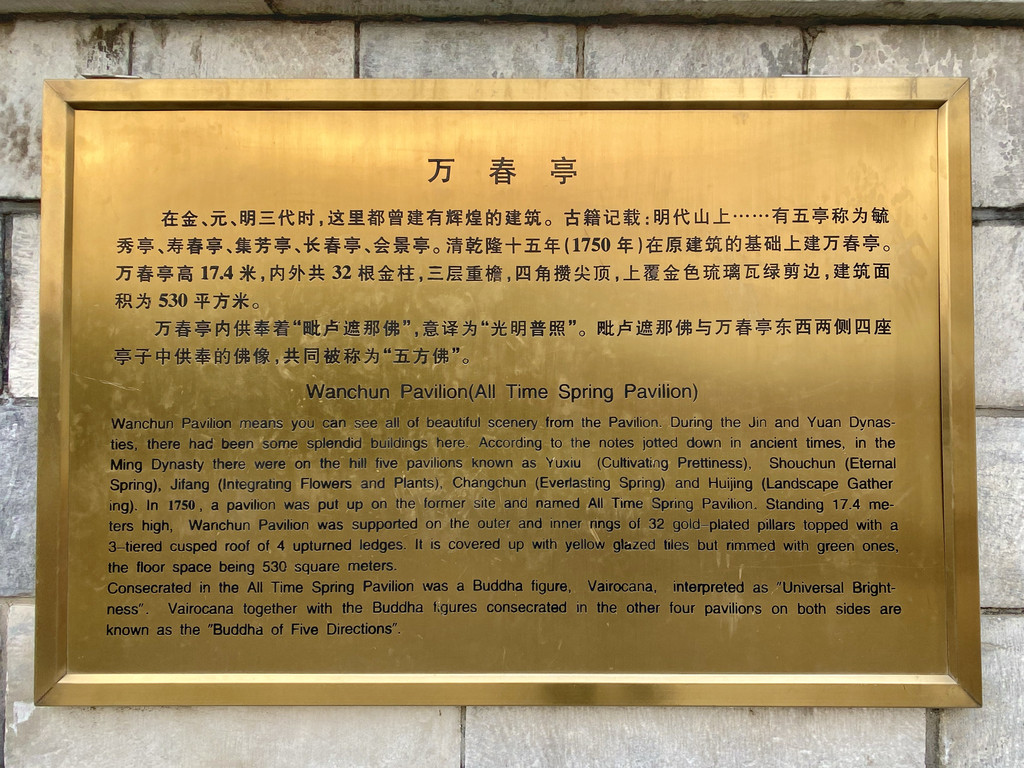 万春亭
在金、元、明三代时，这里都曾建有辉煌的建筑。古籍记载：明代山上……有五亭称为毓
秀亭、寿春亭、集芳亭、长春亭、会景亭。清乾隆十五年（1750 年）在原建筑的基础上建万春亭。
万春亭高 17.4 米，内外共 32 根金柱，三层重檐，四角攒尖顶，上覆金色琉璃瓦绿剪边，建筑面
积为 530 平方米。
万春亭内供奉着“毗卢遮那佛”，意译为“光明普照”。毗卢遮那佛与万春亭东西两侧四座
亭子中供奉的佛像，共同被称为“五方佛”。
Wanchun Pavilion(All Time Spring Pavilion)
Wanchun Pavilion means you can see all of beautiful scenery from the Pavilion. During the Jin and Yuan Dynas-
ties, there had been some splendid buildings here. According to the notes jotted down in ancient times, in the
Ming Dynasty there were on the hill five pavilions known as Yuxiu (Cultivating Prettiness), Shouchun (Eternal
Spring), Jifang (Integrating Flowers and Plants), Changchun (Everlasting Spring) and Huijing (Landscape Gather
ing). In 1750 , a pavilion was put up on the former site and named All Time Spring Pavilion. Standing 17.4 me-
ters high, Wanchun Pavilion was supported on the outer and inner rings of 32 gold-plated pillars topped with a
3-tiered cusped roof of 4 upturned ledges. It is covered up with yellow glazed tiles but rimmed with green ones,
the floor space being 530 square meters.
Consecrated in the All Time Spring Pavilion was a Buddha figure, Vairocana, interpreted as "Universal Bright-
ness". Vairocana together with the Buddha figures consecrated in the other four pavilions on both sides are
known as the "Buddha of Five Directions".